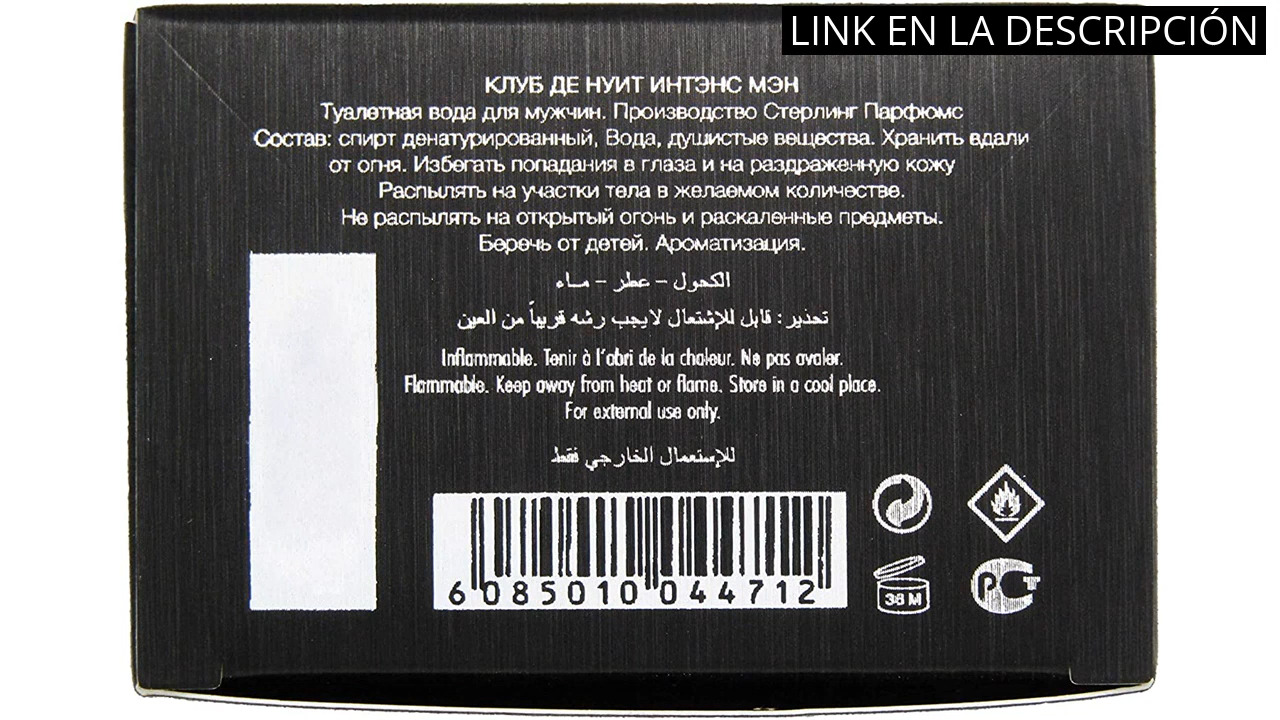 LINK EN LA DESCRIPCIÓN
КЛУБ ДЕ НУИТ ИНТЭНС МЭН
Туалетная вода для мужчин. Производство Стерлинг Парфюмс
Состав: спирт денатурированный, Вода, душистые вещества. Хранить вдали
от огня. Избегать попадания в глаза и на раздраженную кожу
Распылять на участки тела в желаемом количестве.
Не распылять на открытый огонь и раскаленные предметы.
Беречь от детей. Ароматизация.
الكحول – عطر – مـاء
تحذير : قابل للإشتعال لايجب رشه قريباً من العين
Inflammable. Tenir à l'abri de la chaleur. Ne pas avaler.
Flammable. Keep away from heat or flame. Store in a cool place.
For external use only.
للإستعمال الخارجي فقط
6 085010 044712
36 M
РСТ